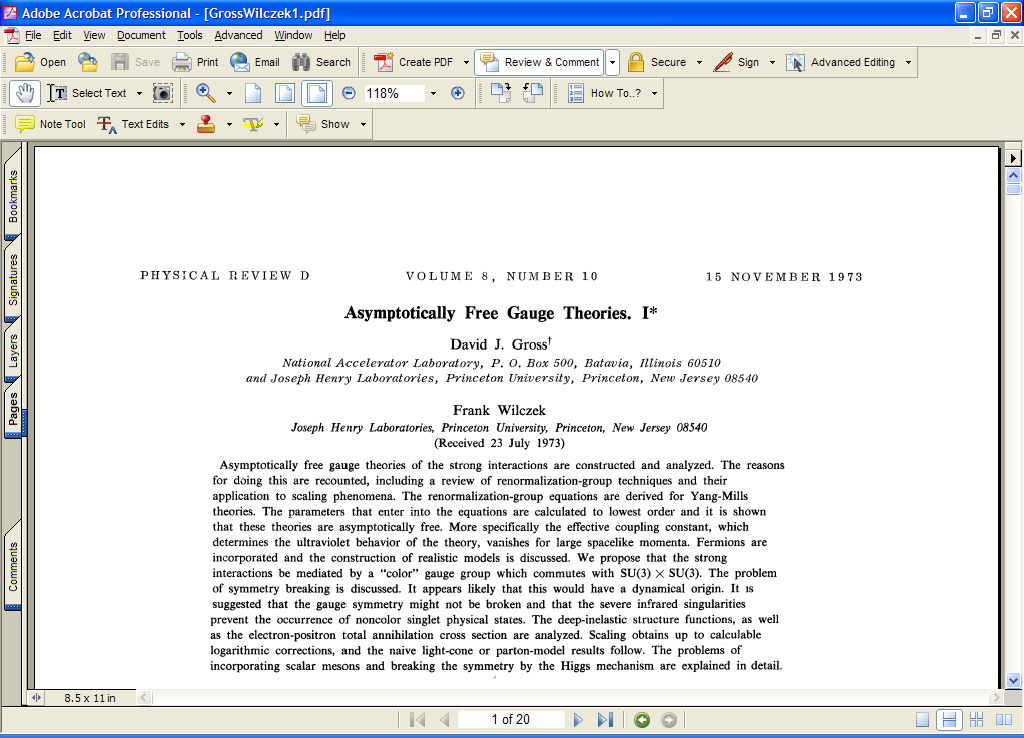 Adobe Acrobat Professional - [GrossWilczek1.pdf]
File Edit View Document Tools Advanced Window Help
Open Save Print Email Search Create PDF Review & Comment Secure Sign Advanced Editing
Select Text 118% How To..?
Note Tool Text Edits Show
Bookmarks
Signatures
Layers
Pages
Comments
PHYSICAL REVIEW D VOLUME 8, NUMBER 10 15 NOVEMBER 1973
Asymptotically Free Gauge Theories. I*
David J. Gross†
National Accelerator Laboratory, P. O. Box 500, Batavia, Illinois 60510
and Joseph Henry Laboratories, Princeton University, Princeton, New Jersey 08540
Frank Wilczek
Joseph Henry Laboratories, Princeton University, Princeton, New Jersey 08540
(Received 23 July 1973)
Asymptotically free gauge theories of the strong interactions are constructed and analyzed. The reasons
for doing this are recounted, including a review of renormalization-group techniques and their
application to scaling phenomena. The renormalization-group equations are derived for Yang-Mills
theories. The parameters that enter into the equations are calculated to lowest order and it is shown
that these theories are asymptotically free. More specifically the effective coupling constant, which
determines the ultraviolet behavior of the theory, vanishes for large spacelike momenta. Fermions are
incorporated and the construction of realistic models is discussed. We propose that the strong
interactions be mediated by a “color” gauge group which commutes with SU(3) × SU(3). The problem
of symmetry breaking is discussed. It appears likely that this would have a dynamical origin. It is
suggested that the gauge symmetry might not be broken and that the severe infrared singularities
prevent the occurrence of noncolor singlet physical states. The deep-inelastic structure functions, as well
as the electron-positron total annihilation cross section are analyzed. Scaling obtains up to calculable
logarithmic corrections, and the naive light-cone or parton-model results follow. The problems of
incorporating scalar mesons and breaking the symmetry by the Higgs mechanism are explained in detail.
8.5 x 11 in
1 of 20